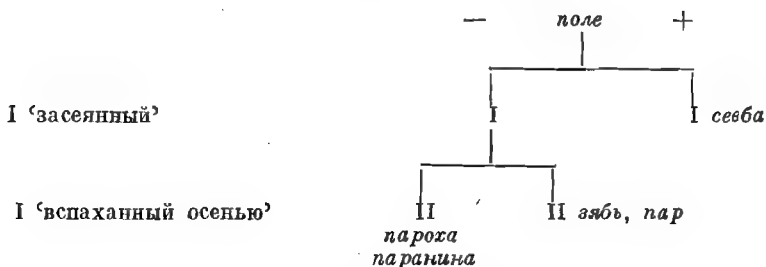 — поле +
I ‘засеянный’ I I севба
I ‘вспаханный осенью’ II II зябь, пар
пароха
паранина